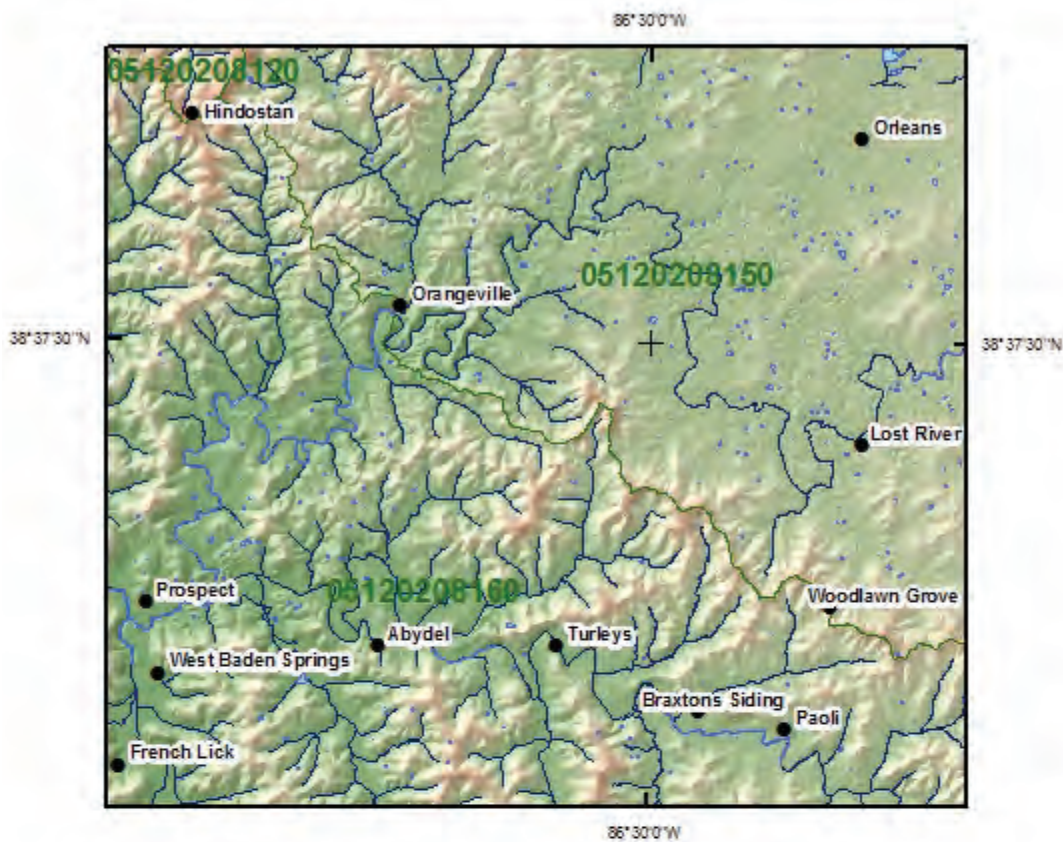 86°30'0"W
05120208120
Hindostan
Orleans
05120208150
Orangeville
38°37'30"N
38°37'30"N
Lost River
05120208160
Prospect
Woodlawn Grove
Abydel
Turleys
West Baden Springs
Braxtons Siding
Paoli
French Lick
86°30'0"W